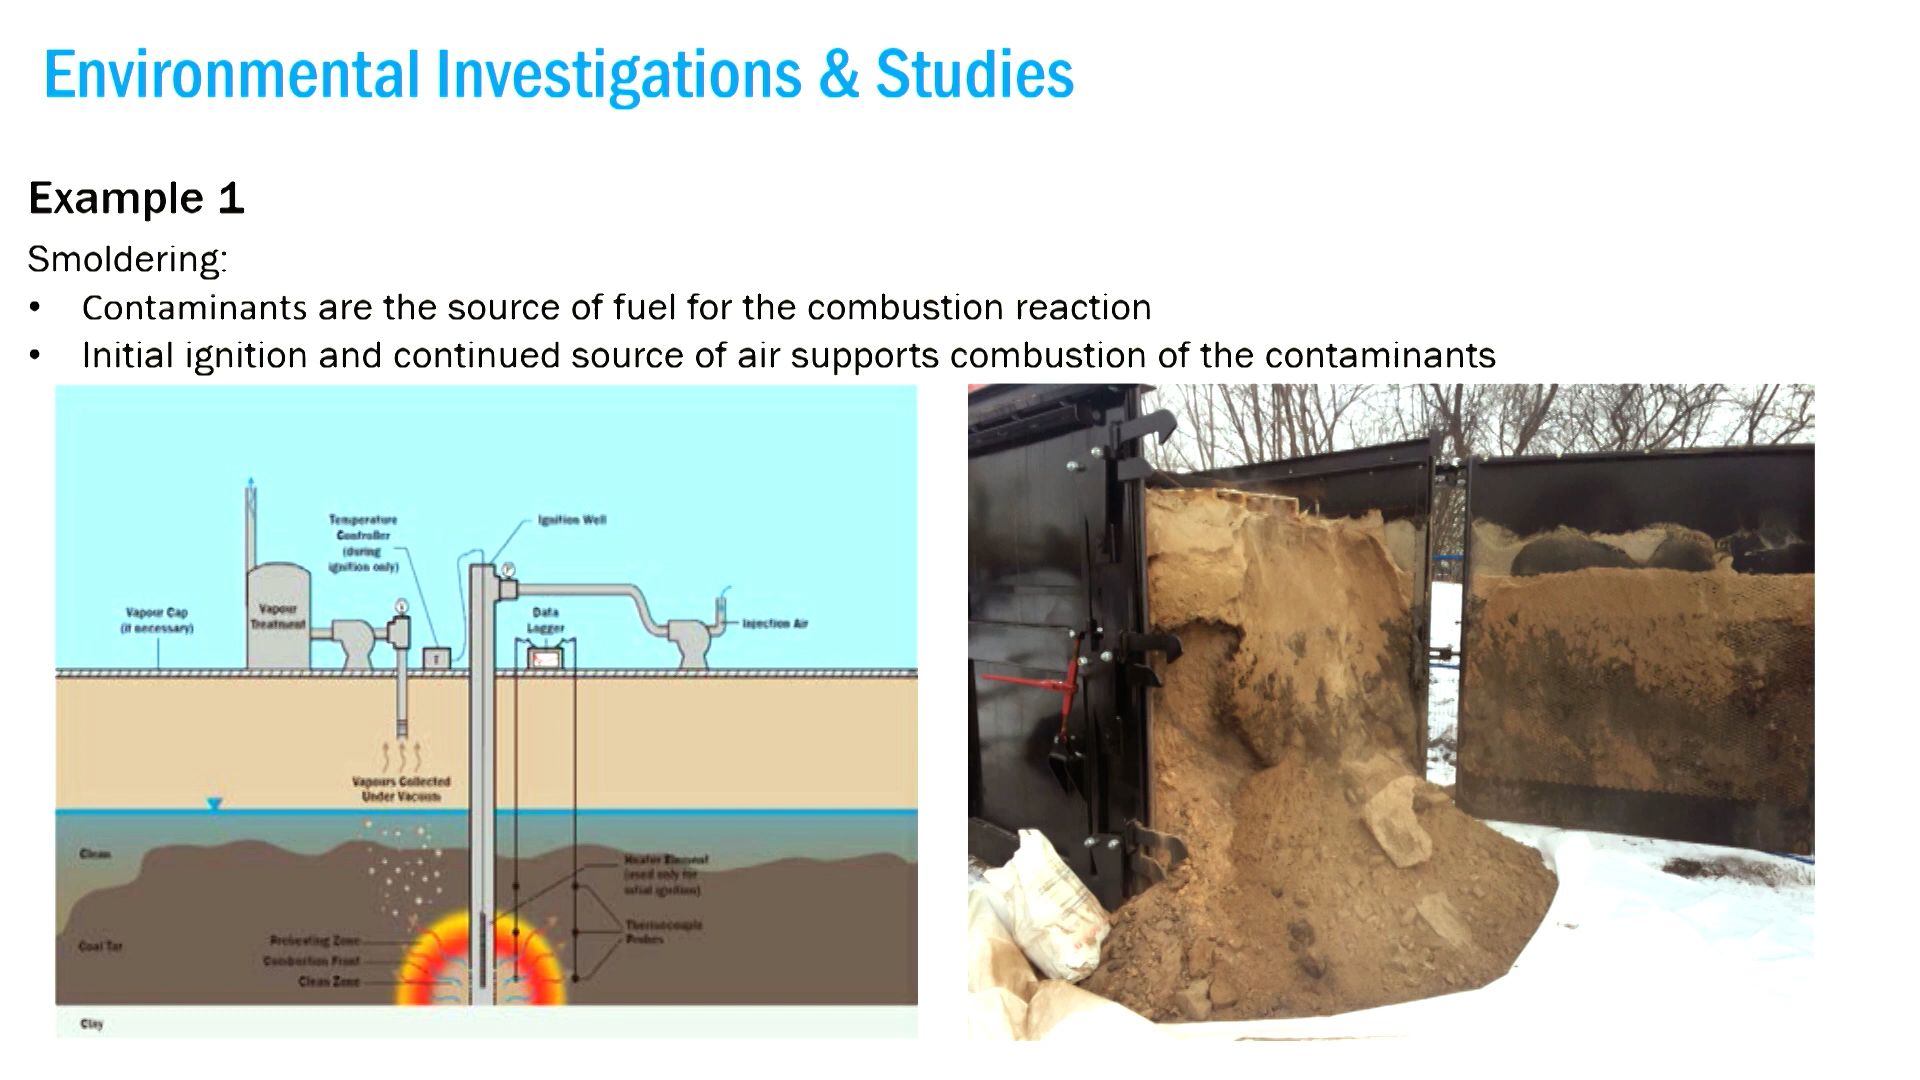 Environmental Investigations & Studies
Example 1
Smoldering:
• Contaminants are the source of fuel for the combustion reaction
• Initial ignition and continued source of air supports combustion of the contaminants
Temperature
Controller
(during
ignition only)
Ignition Well
Vapour Cap
(if necessary)
Vapour
Treatment
Data
Logger
Injection Air
Vapours Collected
Under Vacuum
Clean
Heater Element
(used only for
initial ignition)
Thermocouple
Probes
Coal Tar
Preheating Zone
Combustion Front
Clean Zone
Clay